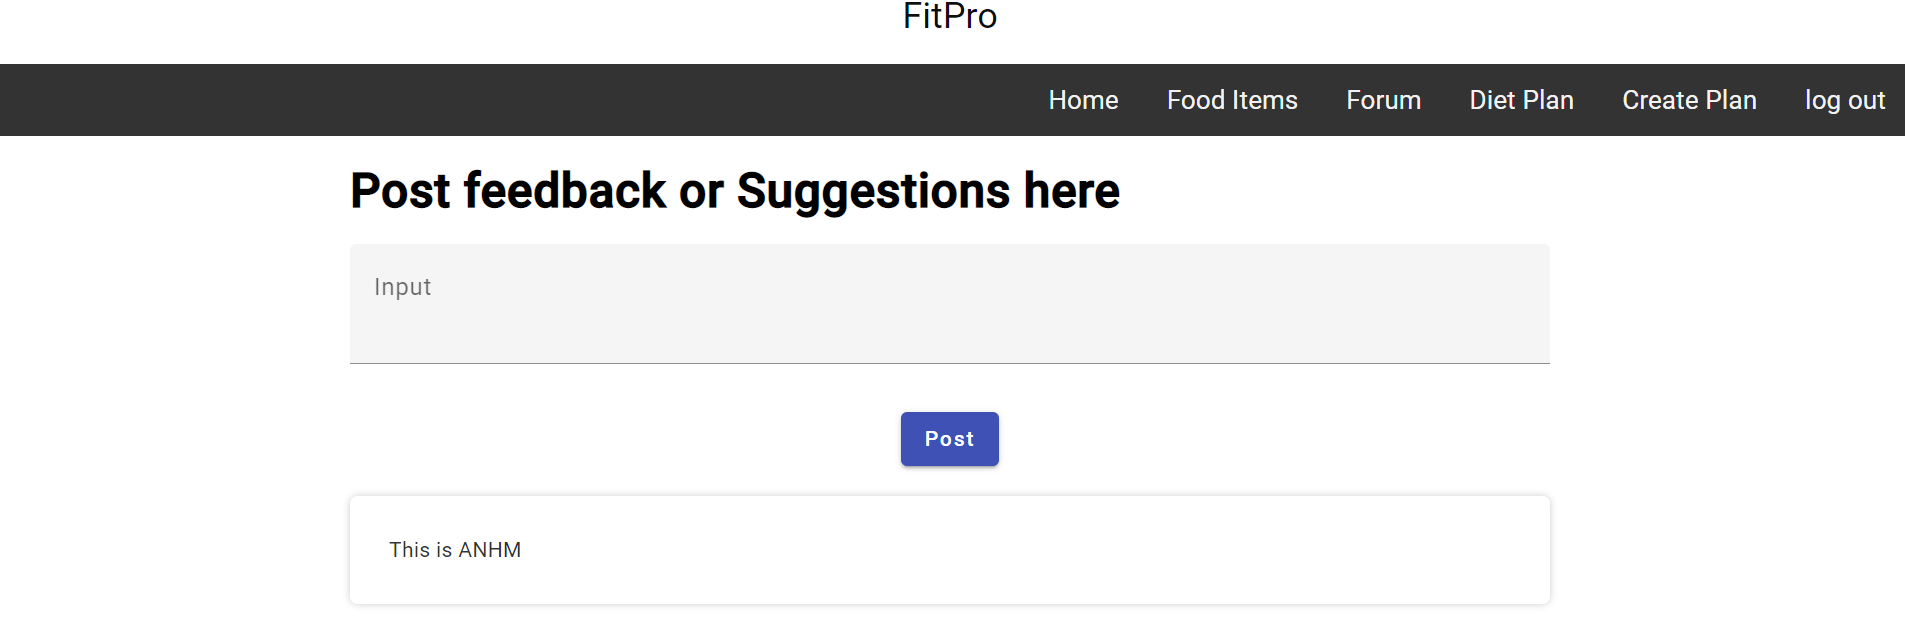 FitPro
Home Food Items Forum Diet Plan Create Plan log out
Post feedback or Suggestions here
Input
Post
This is ANHM